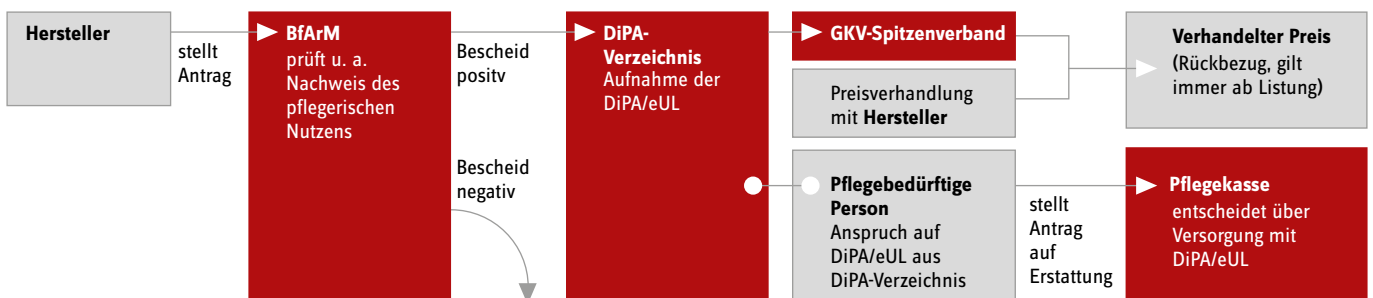 Hersteller
stellt
Antrag
BfArM
prüft u. a.
Nachweis des
pflegerischen
Nutzens
Bescheid
positv
Bescheid
negativ
DiPA-
Verzeichnis
Aufnahme der
DiPA/eUL
GKV-Spitzenverband
Preisverhandlung
mit Hersteller
Verhandelter Preis
(Rückbezug, gilt
immer ab Listung)
Pflegebedürftige
Person
Anspruch auf
DiPA/eUL aus
DiPA-Verzeichnis
stellt
Antrag
auf
Erstattung
Pflegekasse
entscheidet über
Versorgung mit
DiPA/eUL